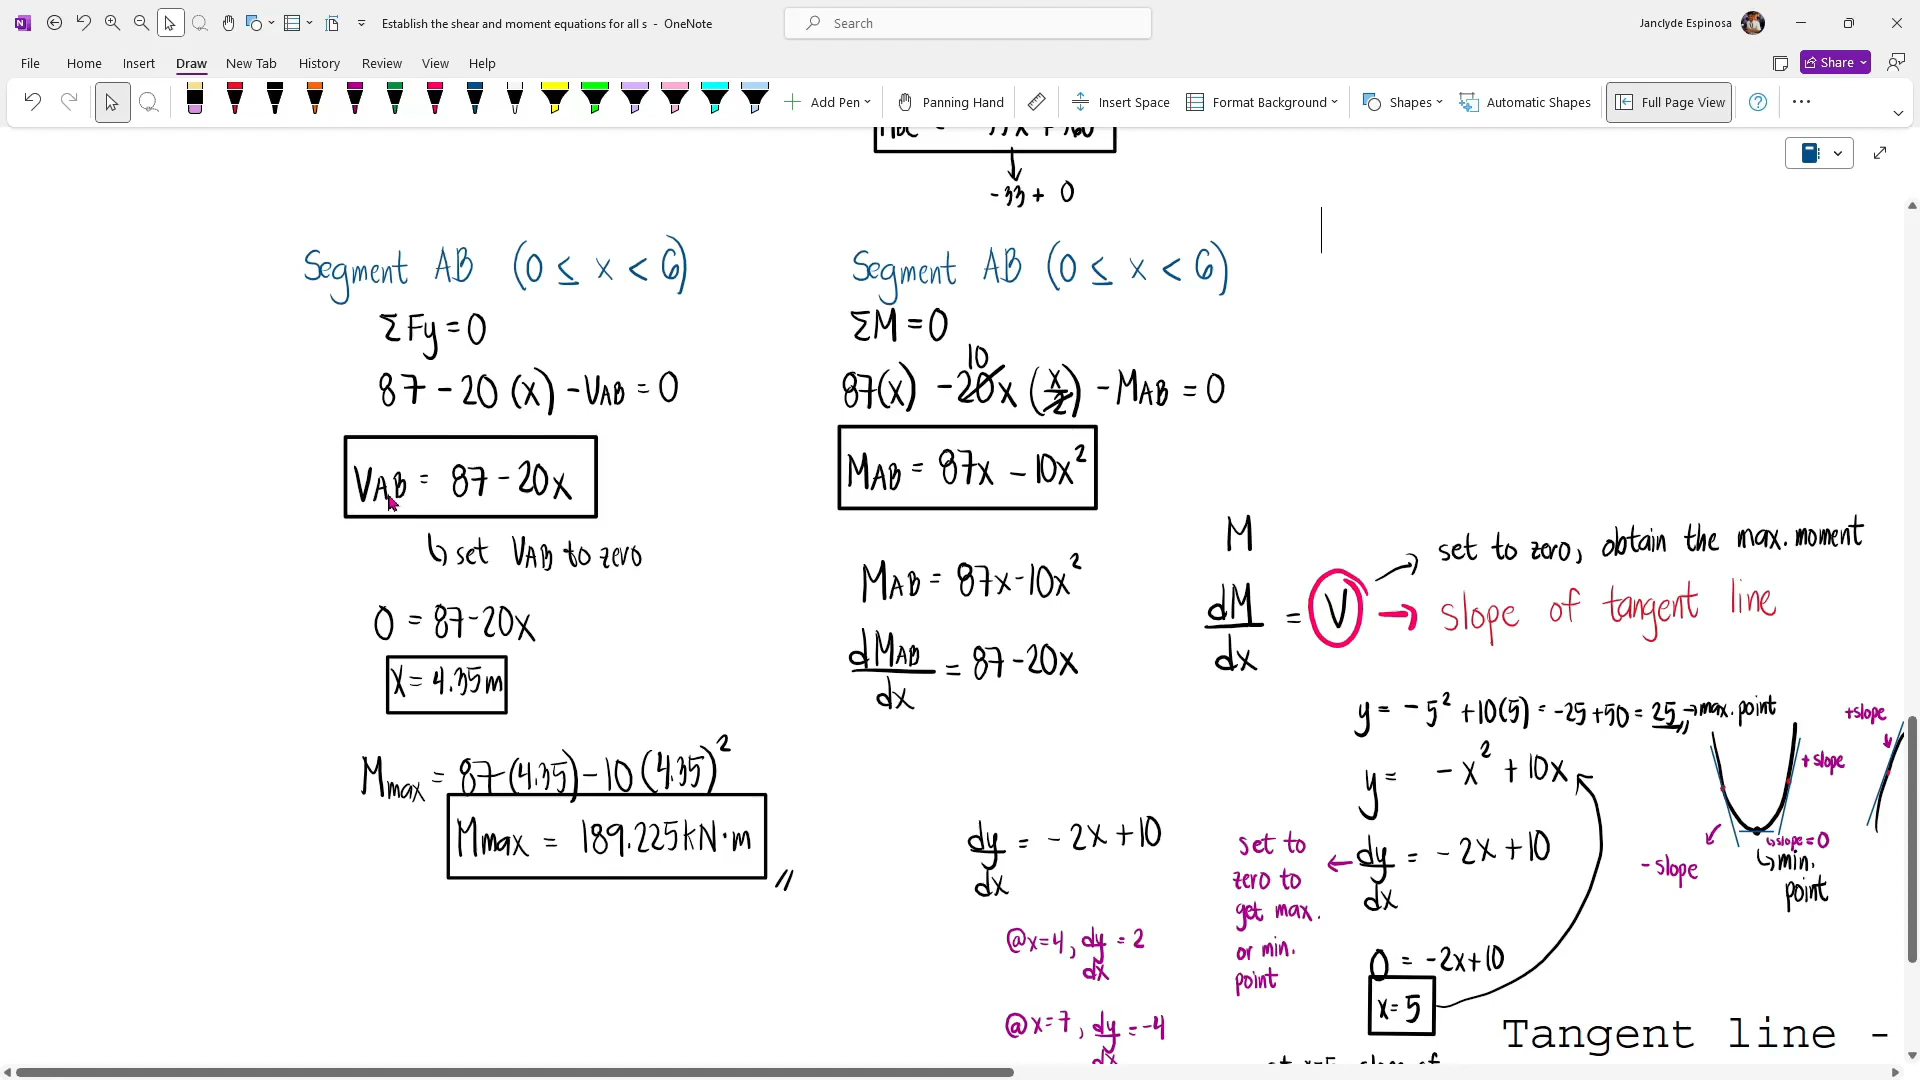 Establish the shear and moment equations for all s - OneNote
Search
Janclyde Espinosa
File Home Insert Draw New Tab History Review View Help
Share
Add Pen
Panning Hand
Insert Space
Format Background
Shapes
Automatic Shapes
Full Page View
-33 + 0
Segment AB (0 ≤ x < 6)
ΣFy = 0
87 - 20 (x) - VAB = 0
VAB = 87 - 20x
↳ set VAB to zero
0 = 87-20x
x = 4.35m
Mmax = 87-(4.35) - 10(4.35)²
Mmax = 189.225kN·m
Segment AB (0 ≤ x < 6)
ΣM = 0
10
87(x) - 20x (x/2) - MAB = 0
MAB = 87x - 10x²
MAB = 87x-10x²
dMAB/dx = 87-20x
M
dM/dx = V
→ set to zero, obtain the max. moment
→ slope of tangent line
y = -5² +10(5) = -25+50 = 25 → max. point
y = -x² + 10x
dy/dx = -2x+10
set to
zero to
get max.
or min.
point
0 = -2x+10
x= 5
dy/dx = -2x+10
@x=4, dy/dx = 2
@x=7, dy/dx = -4
+slope
+slope
-slope
↳slope=0
↳min.
point
Tangent line -